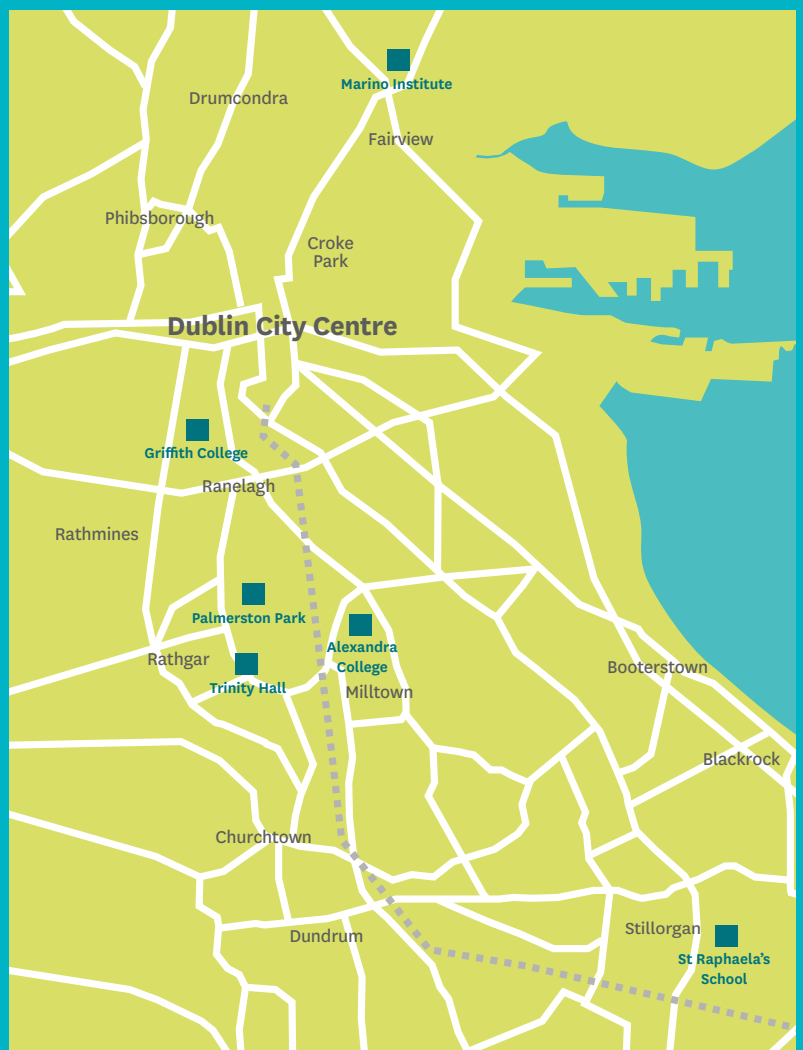 Marino Institute
Drumcondra
Fairview
Phibsborough
Croke
Park
Dublin City Centre
Griffith College
Ranelagh
Rathmines
Palmerston Park
Alexandra
College
Rathgar
Booterstown
Trinity Hall
Milltown
Blackrock
Churchtown
Stillorgan
Dundrum
St Raphaela’s
School